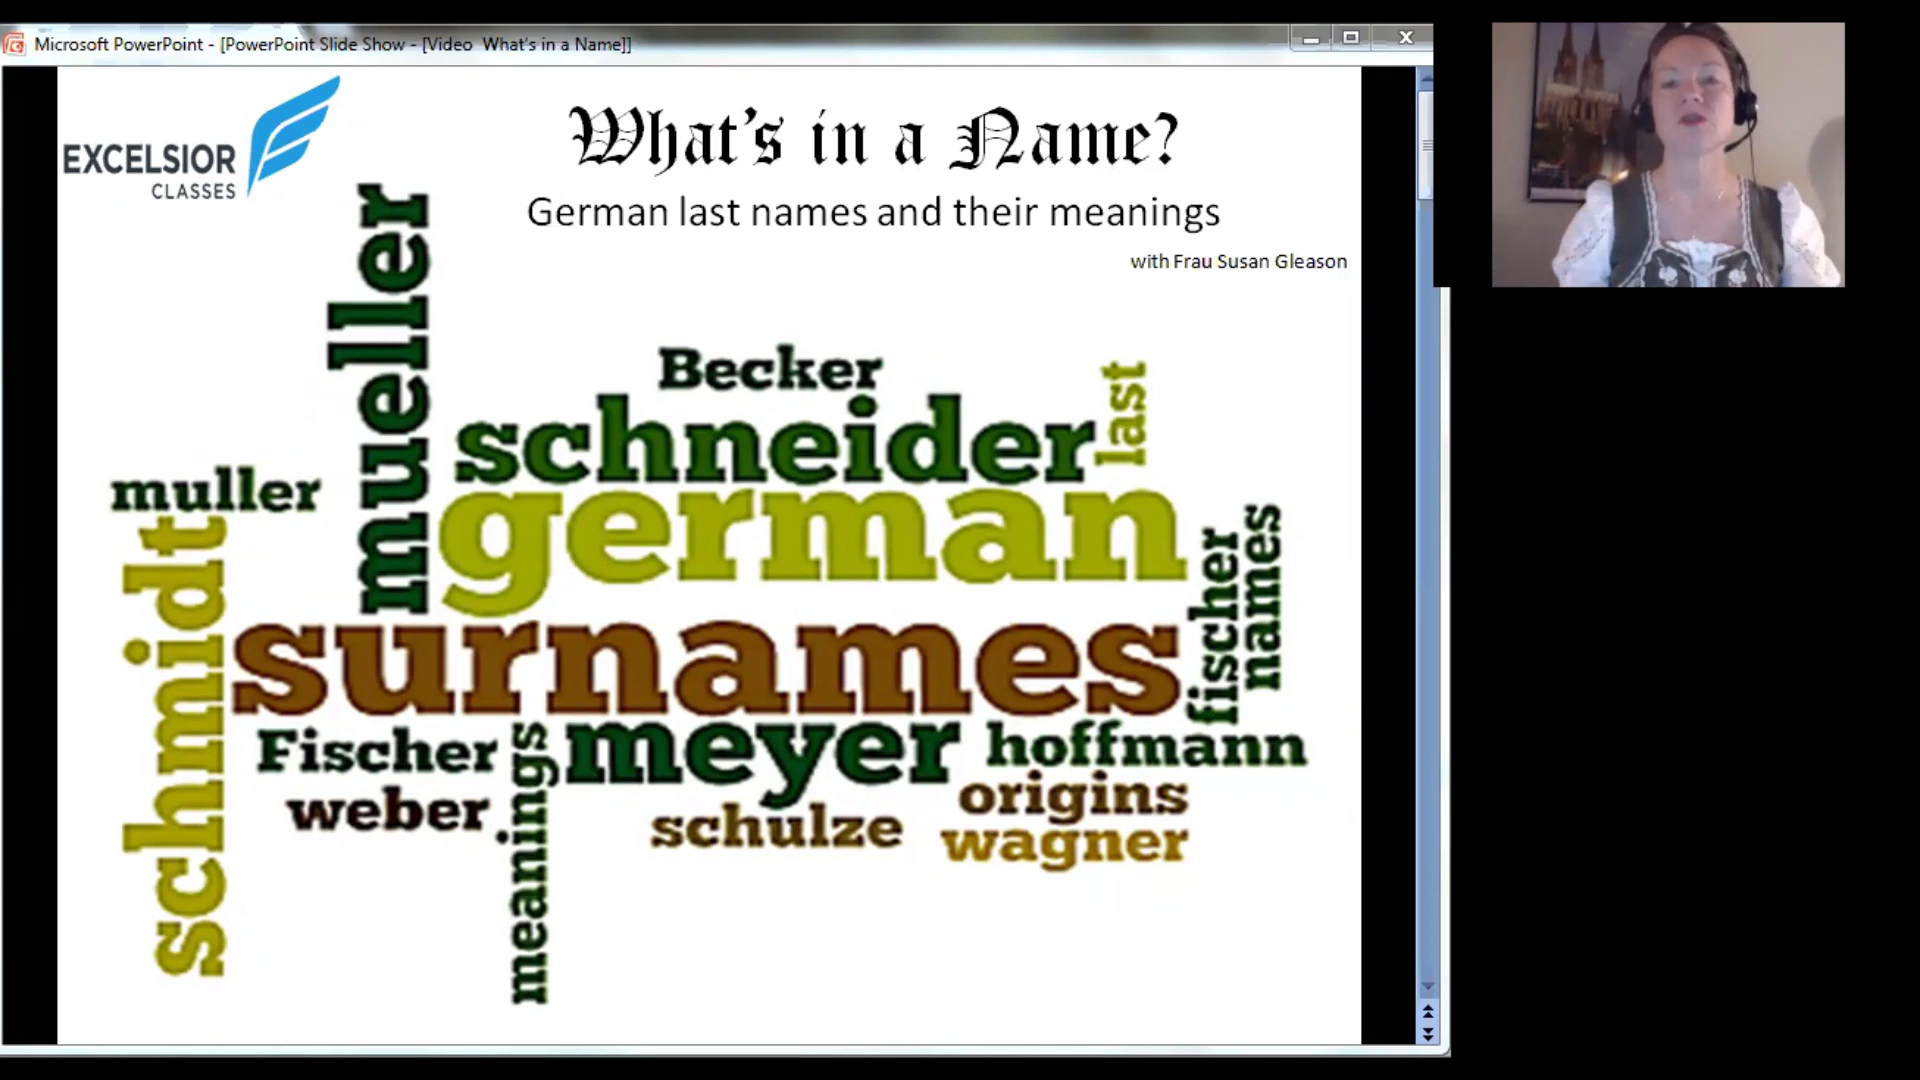 Microsoft PowerPoint - [PowerPoint Slide Show - [Video  What's in a Name]]
EXCELSIOR
CLASSES
What's in a Name?
German last names and their meanings
with Frau Susan Gleason
mueller
Becker
last
schneider
muller
german
schmidt
fischer
names
surnames
Fischer
meanings
meyer
hoffmann
weber
schulze
origins
wagner